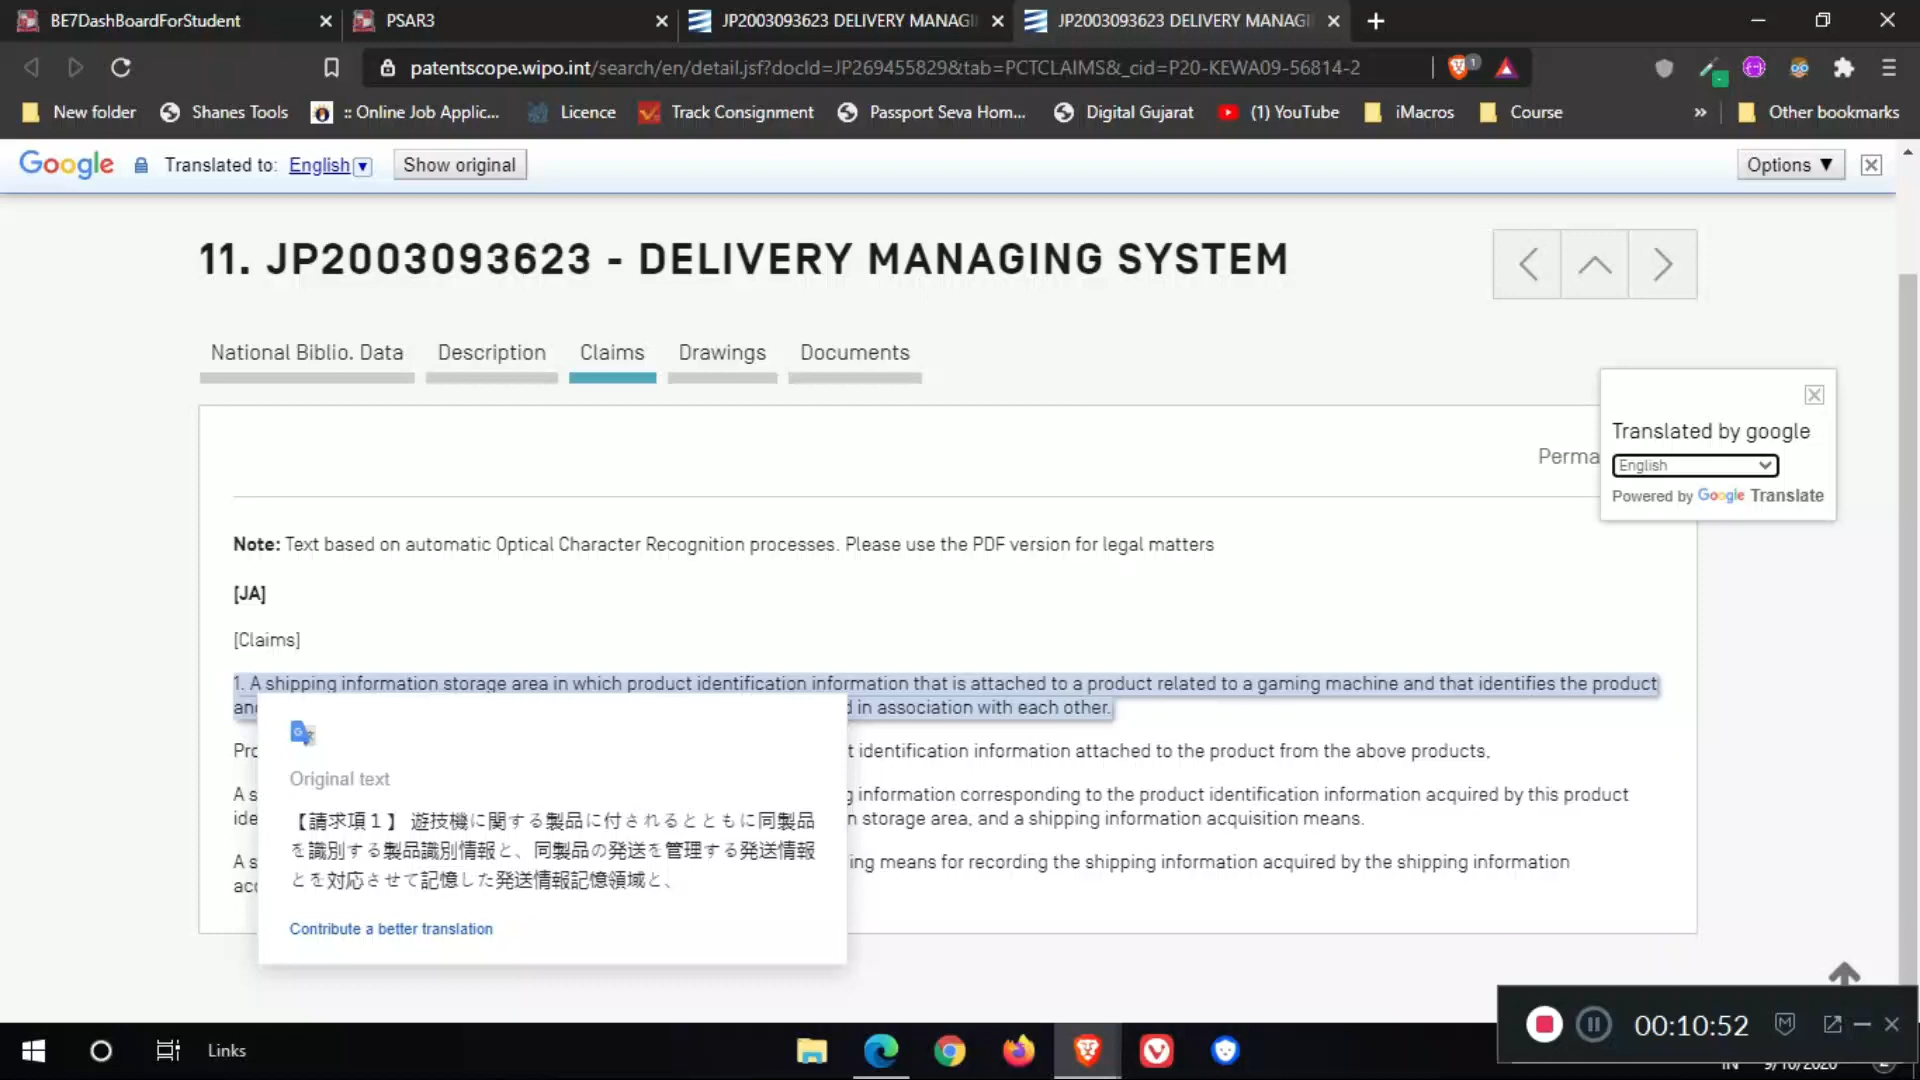 BE7DashBoardForStudent
PSAR3
JP2003093623 DELIVERY MANAGI
JP2003093623 DELIVERY MANAGI
patentscope.wipo.int/search/en/detail.jsf?docId=JP269455829&tab=PCTCLAIMS&_cid=P20-KEWA09-56814-2
1
New folder
Shanes Tools
:: Online Job Applic...
Licence
Track Consignment
Passport Seva Hom...
Digital Gujarat
(1) YouTube
iMacros
Course
»
Other bookmarks
Google
Translated to: English
Show original
Options ▼
11. JP2003093623 - DELIVERY MANAGING SYSTEM
National Biblio. Data
Description
Claims
Drawings
Documents
Perma
Translated by google
English
Powered by Google Translate
Note: Text based on automatic Optical Character Recognition processes. Please use the PDF version for legal matters
[JA]
[Claims]
1. A shipping information storage area in which product identification information that is attached to a product related to a gaming machine and that identifies the product
d in association with each other.
t identification information attached to the product from the above products,
g information corresponding to the product identification information acquired by this product
n storage area, and a shipping information acquisition means.
ing means for recording the shipping information acquired by the shipping information
Original text
【請求項１】 遊技機に関する製品に付されるとともに同製品
を識別する製品識別情報と、同製品の発送を管理する発送情報
とを対応させて記憶した発送情報記憶領域と、
Contribute a better translation
Links
00:10:52